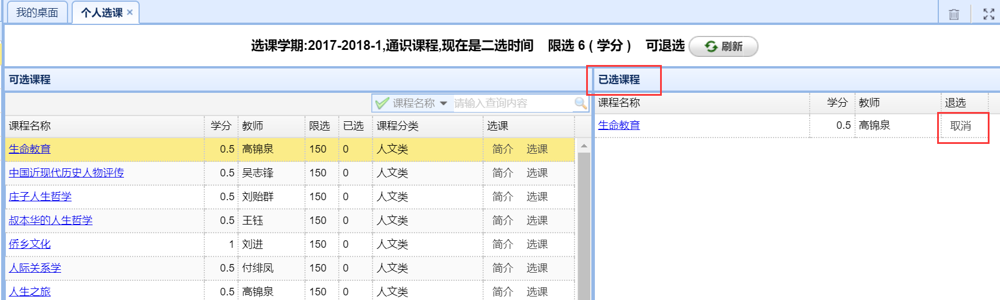 我的桌面 个人选课 ×
选课学期:2017-2018-1,通识课程,现在是二选时间 限选 6 ( 学分 ) 可退选 刷新
可选课程
课程名称 请输入查询内容
课程名称 学分 教师 限选 已选 课程分类 选课
生命教育 0.5 高锦泉 150 0 人文类 简介 选课
中国近现代历史人物评传 0.5 吴志锋 150 0 人文类 简介 选课
庄子人生哲学 0.5 刘贻群 150 0 人文类 简介 选课
叔本华的人生哲学 0.5 王钰 150 0 人文类 简介 选课
侨乡文化 1 刘进 150 0 人文类 简介 选课
人际关系学 0.5 付绯凤 150 0 人文类 简介 选课
人生之旅 0.5 高锦泉 150 0 人文类 简介 选课
已选课程
课程名称 学分 教师 退选
生命教育 0.5 高锦泉 取消